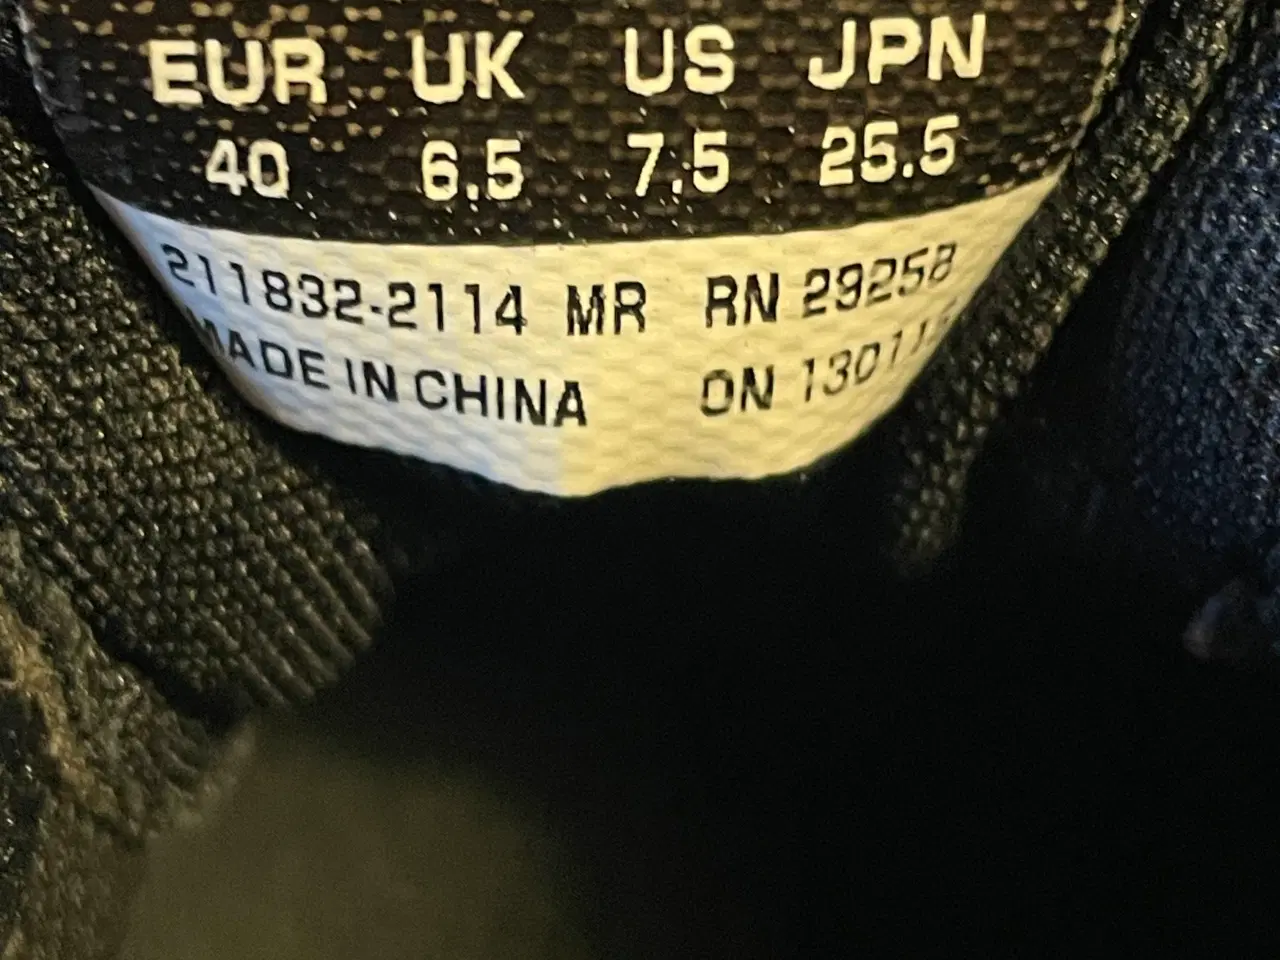 EUR UK US JPN
40 6.5 7.5 25.5
211832-2114 MR RN 29258
MADE IN CHINA ON